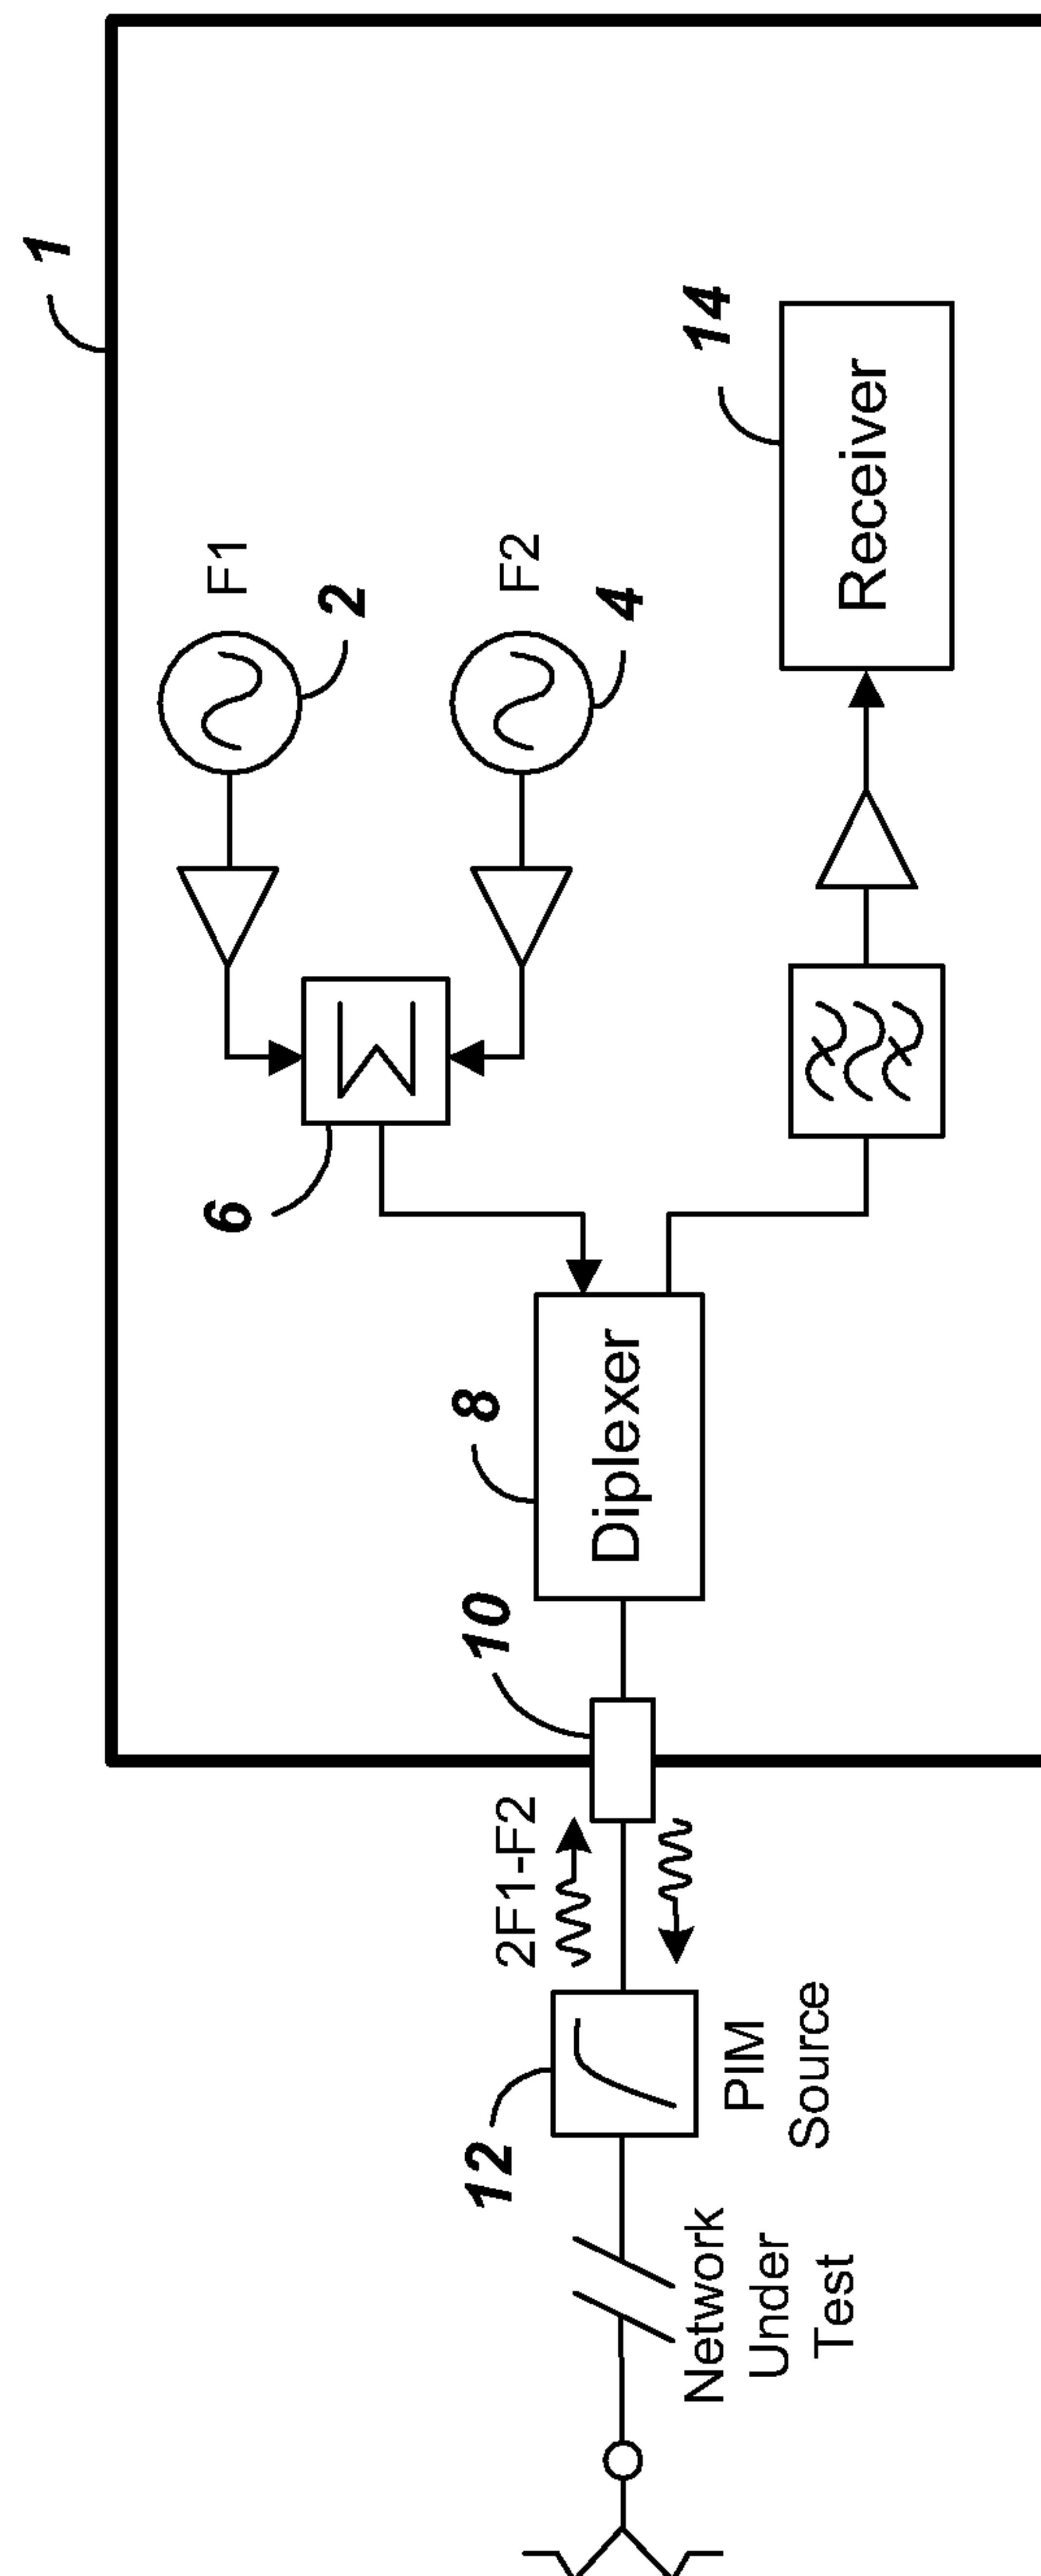 1
F1
2
F2
4
6
14
Receiver
8
Diplexer
10
2F1-F2
12
PIM
Source
Network
Under
Test